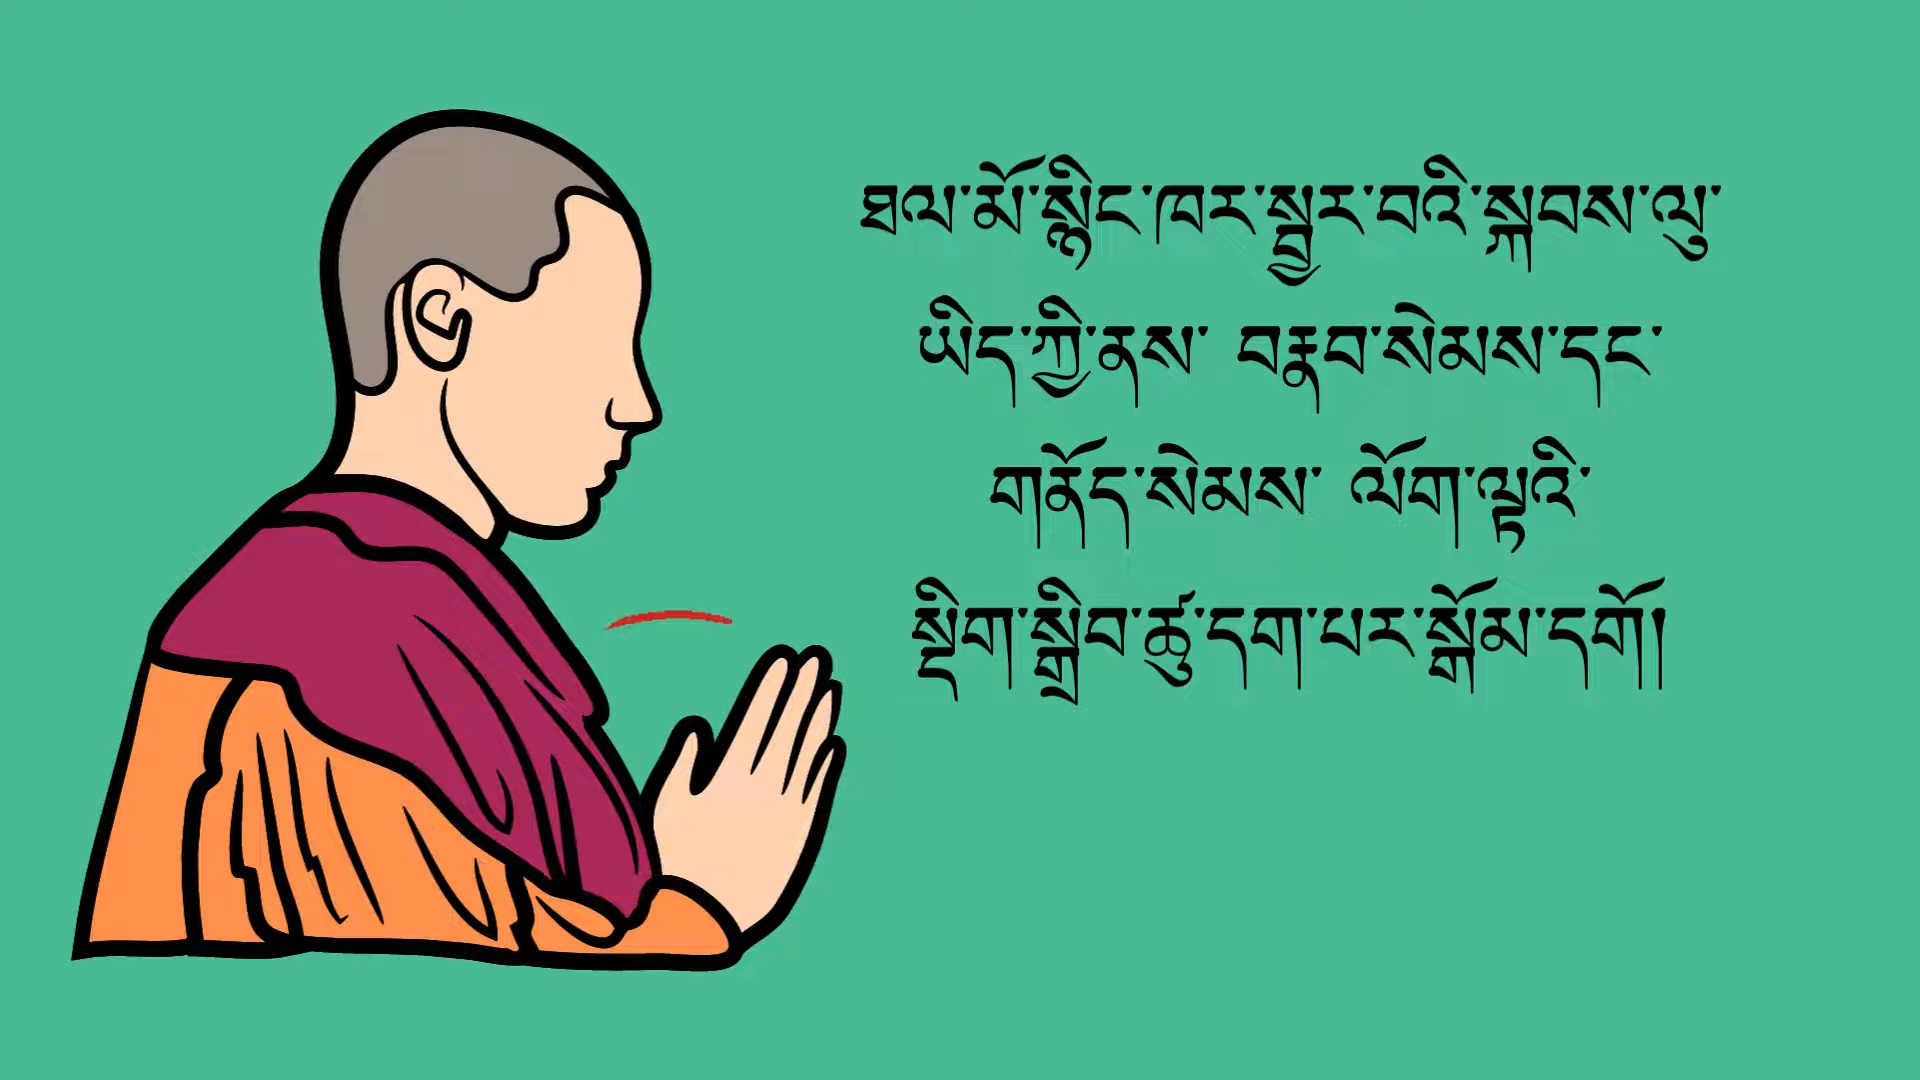 ཐལ་མོ་སྙིང་ཁར་སྦྱར་བའི་སྐབས་ལུ་
ཡིད་ཀྱི་ནས་ བརྣབ་སེམས་དང་
གནོད་སེམས་ ལོག་ལྟའི་
སྡིག་སྒྲིབ་ཚུ་དག་པར་སྒོམ་དགོ།